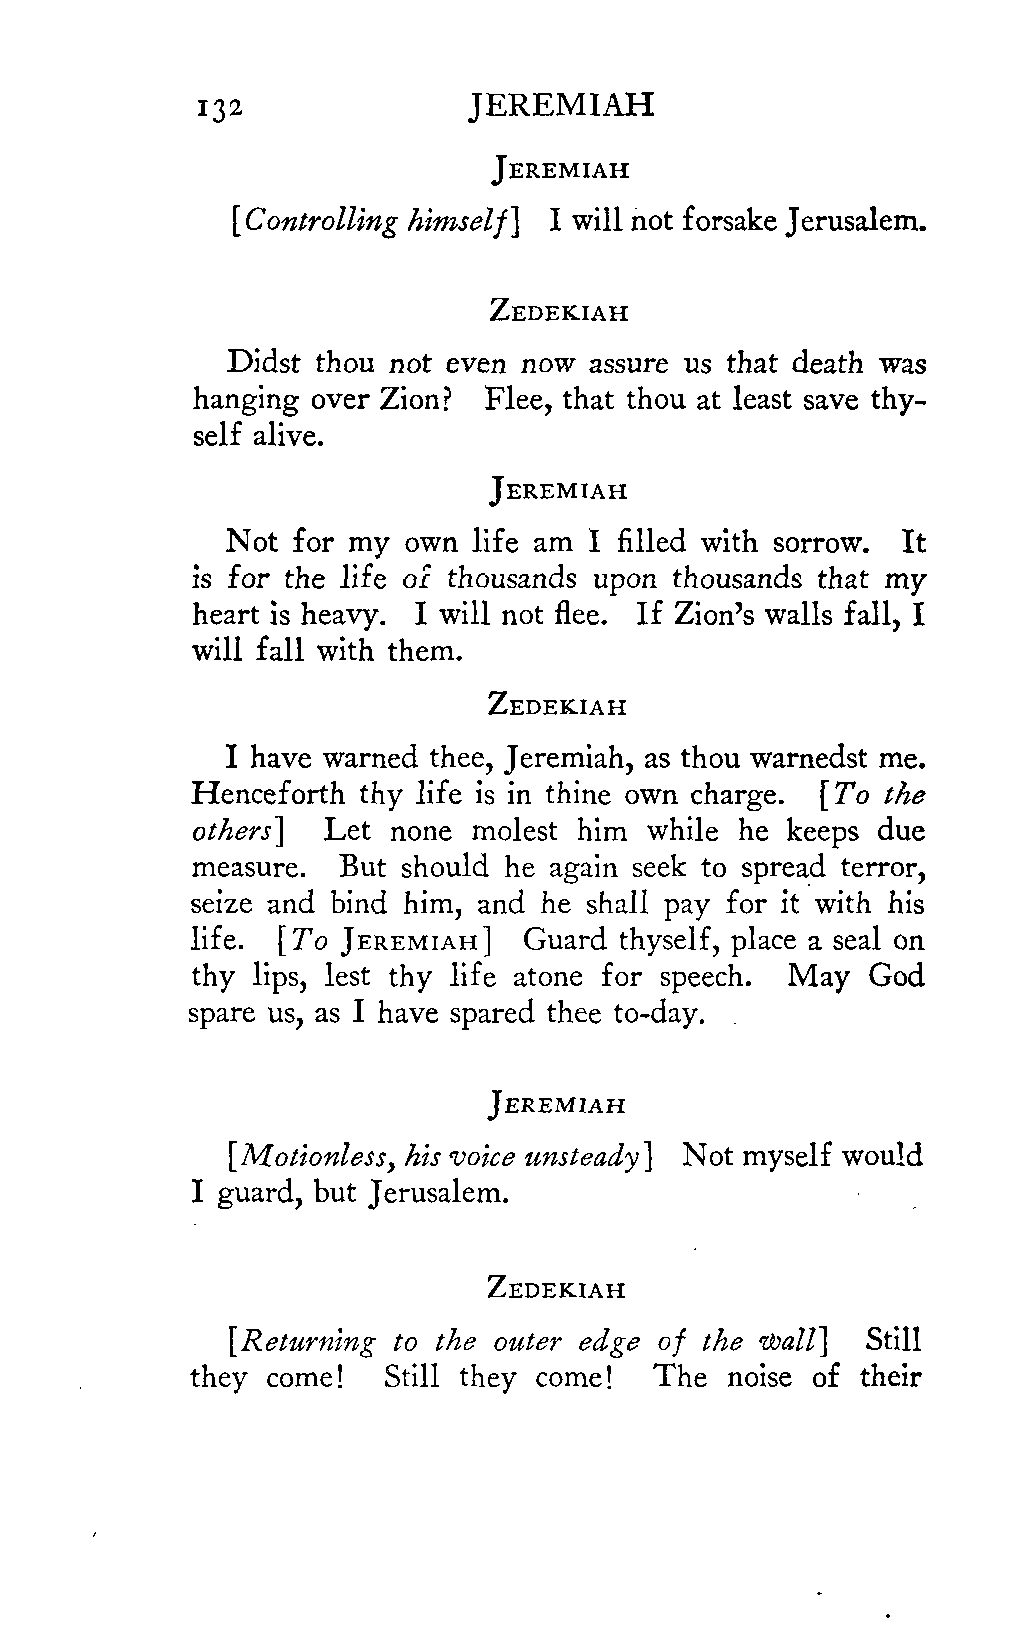 132 JEREMIAH
JEREMIAH
[Controlling himself] I will not forsake Jerusalem.
ZEDEKIAH
Didst thou not even now assure us that death was
hanging over Zion? Flee, that thou at least save thy-
self alive.
JEREMIAH
Not for my own life am I filled with sorrow. It
is for the life of thousands upon thousands that my
heart is heavy. I will not flee. If Zion's walls fall, I
will fall with them.
ZEDEKIAH
I have warned thee, Jeremiah, as thou warnedst me.
Henceforth thy life is in thine own charge. [To the
others] Let none molest him while he keeps due
measure. But should he again seek to spread terror,
seize and bind him, and he shall pay for it with his
life. [To JEREMIAH] Guard thyself, place a seal on
thy lips, lest thy life atone for speech. May God
spare us, as I have spared thee to-day.
JEREMIAH
[Motionless, his voice unsteady] Not myself would
I guard, but Jerusalem.
ZEDEKIAH
[Returning to the outer edge of the wall] Still
they come! Still they come! The noise of their